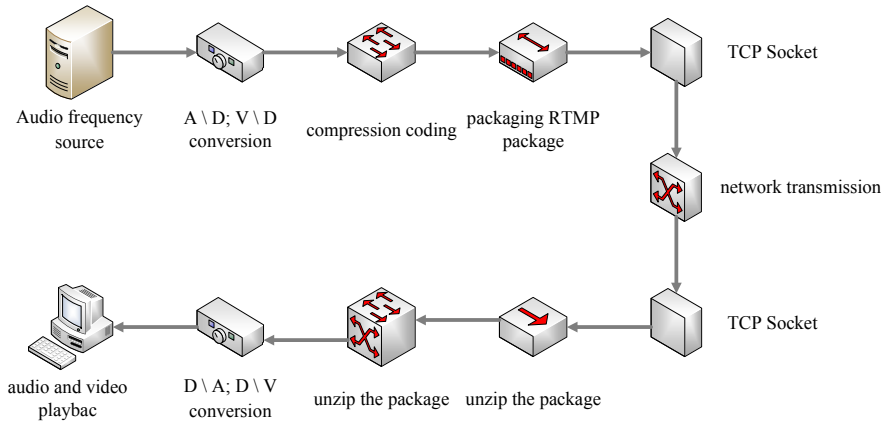 TCP Socket
Audio frequency
source
A \ D; V \ D
conversion
compression coding
packaging RTMP
package
network transmission
TCP Socket
audio and video
playbac
D \ A; D \ V
conversion
unzip the package
unzip the package